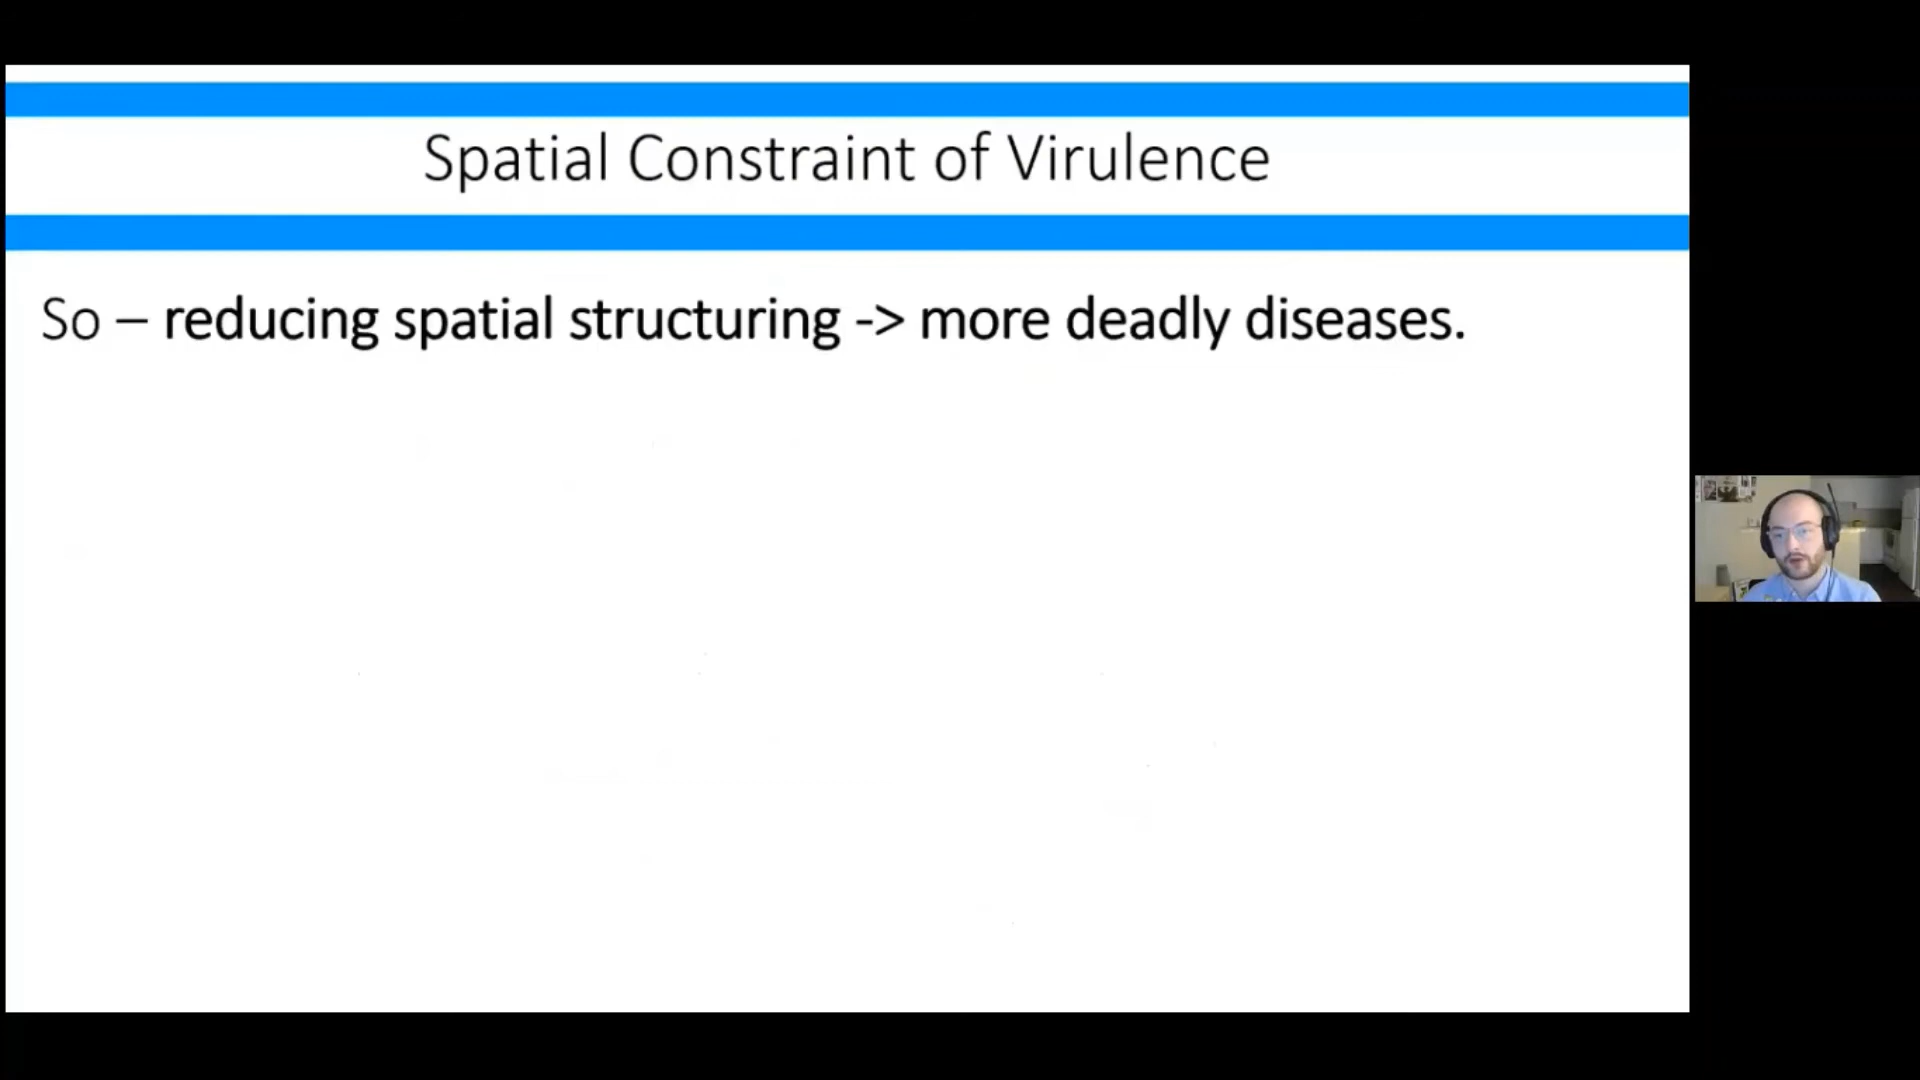 Spatial Constraint of Virulence
So – reducing spatial structuring -> more deadly diseases.